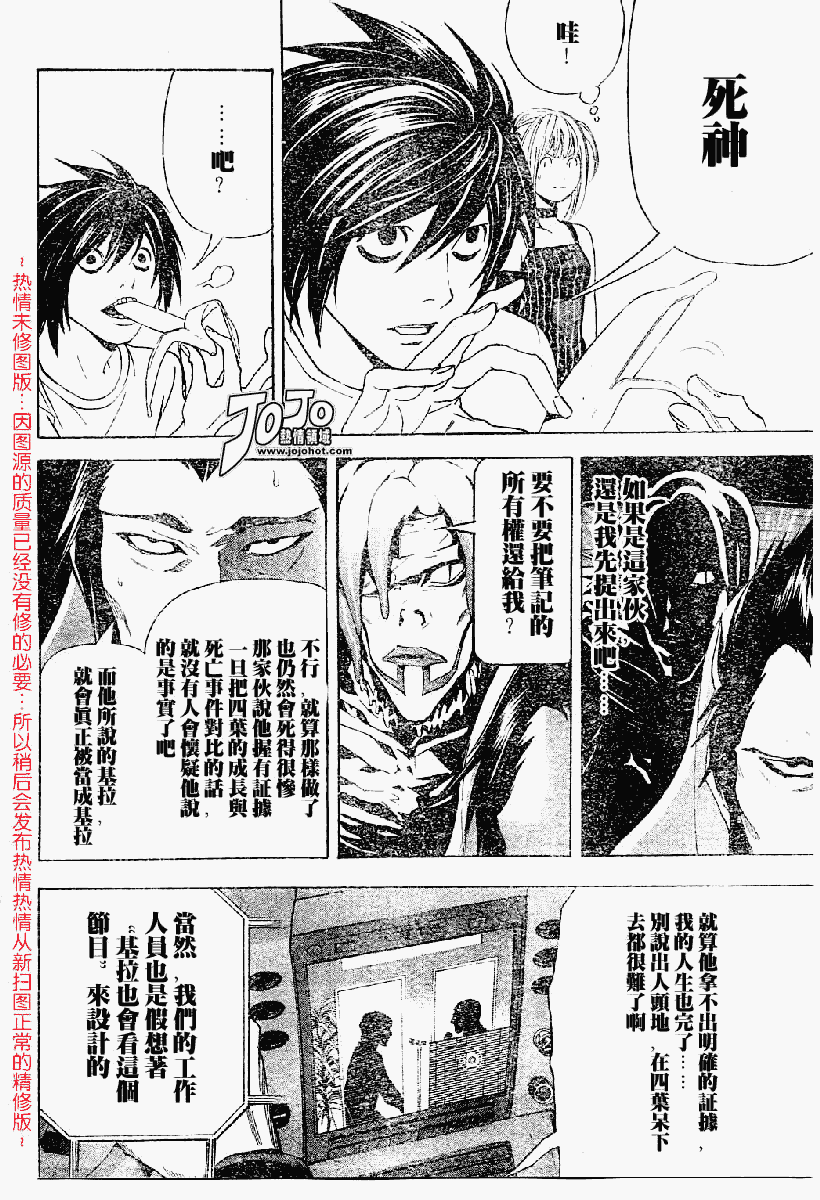 死神
哇!
……吧?
JOJO
熱情領域
www.jojohot.com
如果是這家伙,
還是我先提出來吧……
要不要把筆記的
所有權還給我?
不行,就算那樣做了
也仍然會死得很慘
那家伙說他握有証據
一旦把四葉的成長與
死亡事件對比的話,
就沒有人會懷疑他說
的是事實了吧
而他所說的基拉,
就會真正被當成基拉
就算他拿不出明確的証據,
我的人生也完了……
別說出人頭地,在四葉呆下
去都很難了啊
當然,我們的工作
人員也是假想著
“基拉也會看這個
節目”來設計的
~热情未修图版…因图源的质量已经没有修的必要…所以稍后会发布热情热情从新扫图正常的精修版~